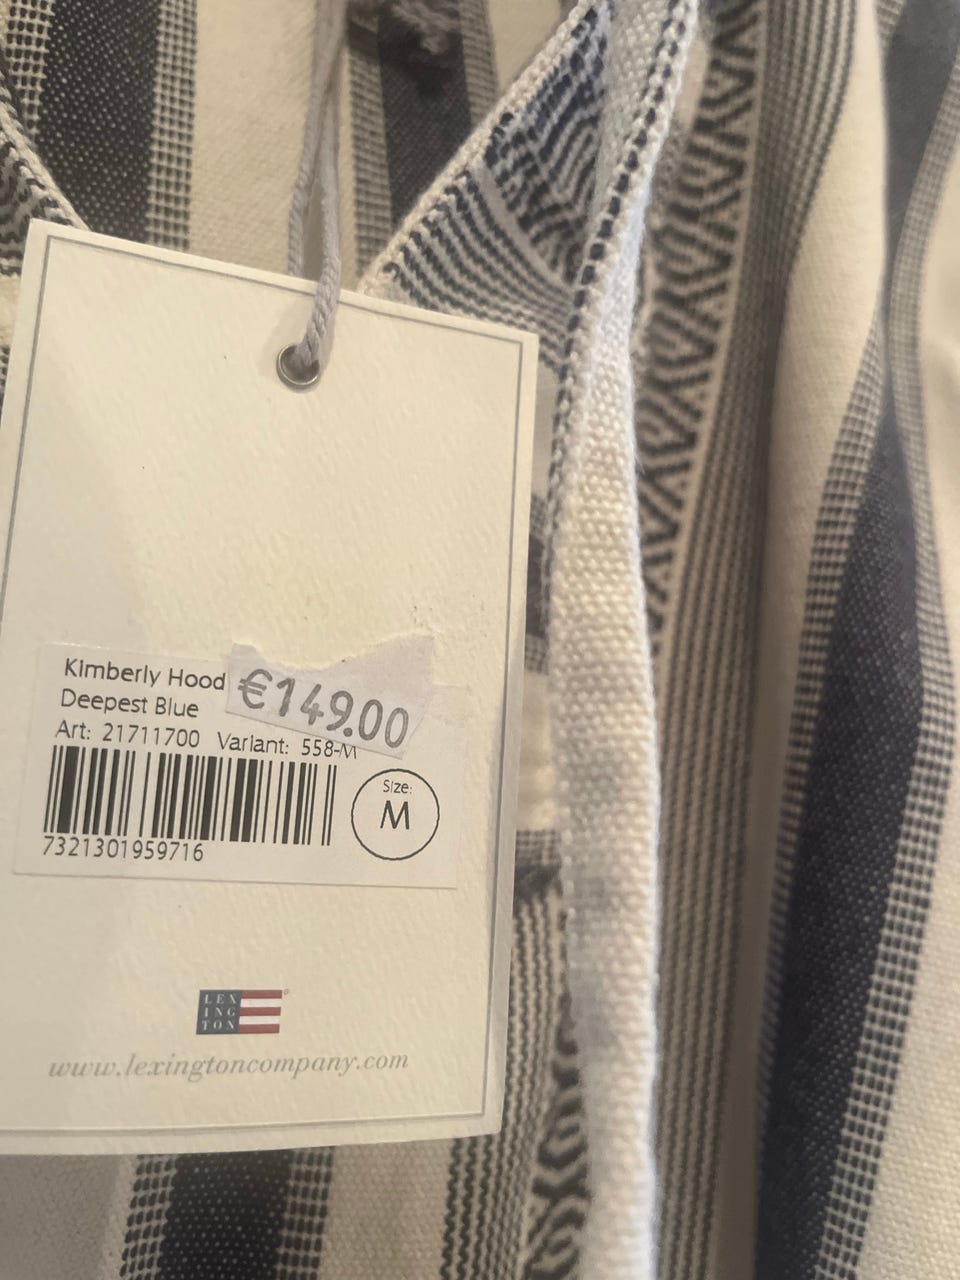 Kimberly Hood
€149.00
Deepest Blue
Art: 21711700 Variant: 558-M
Size:
M
7321301959716
LEX
ING
TON
www.lexingtoncompany.com